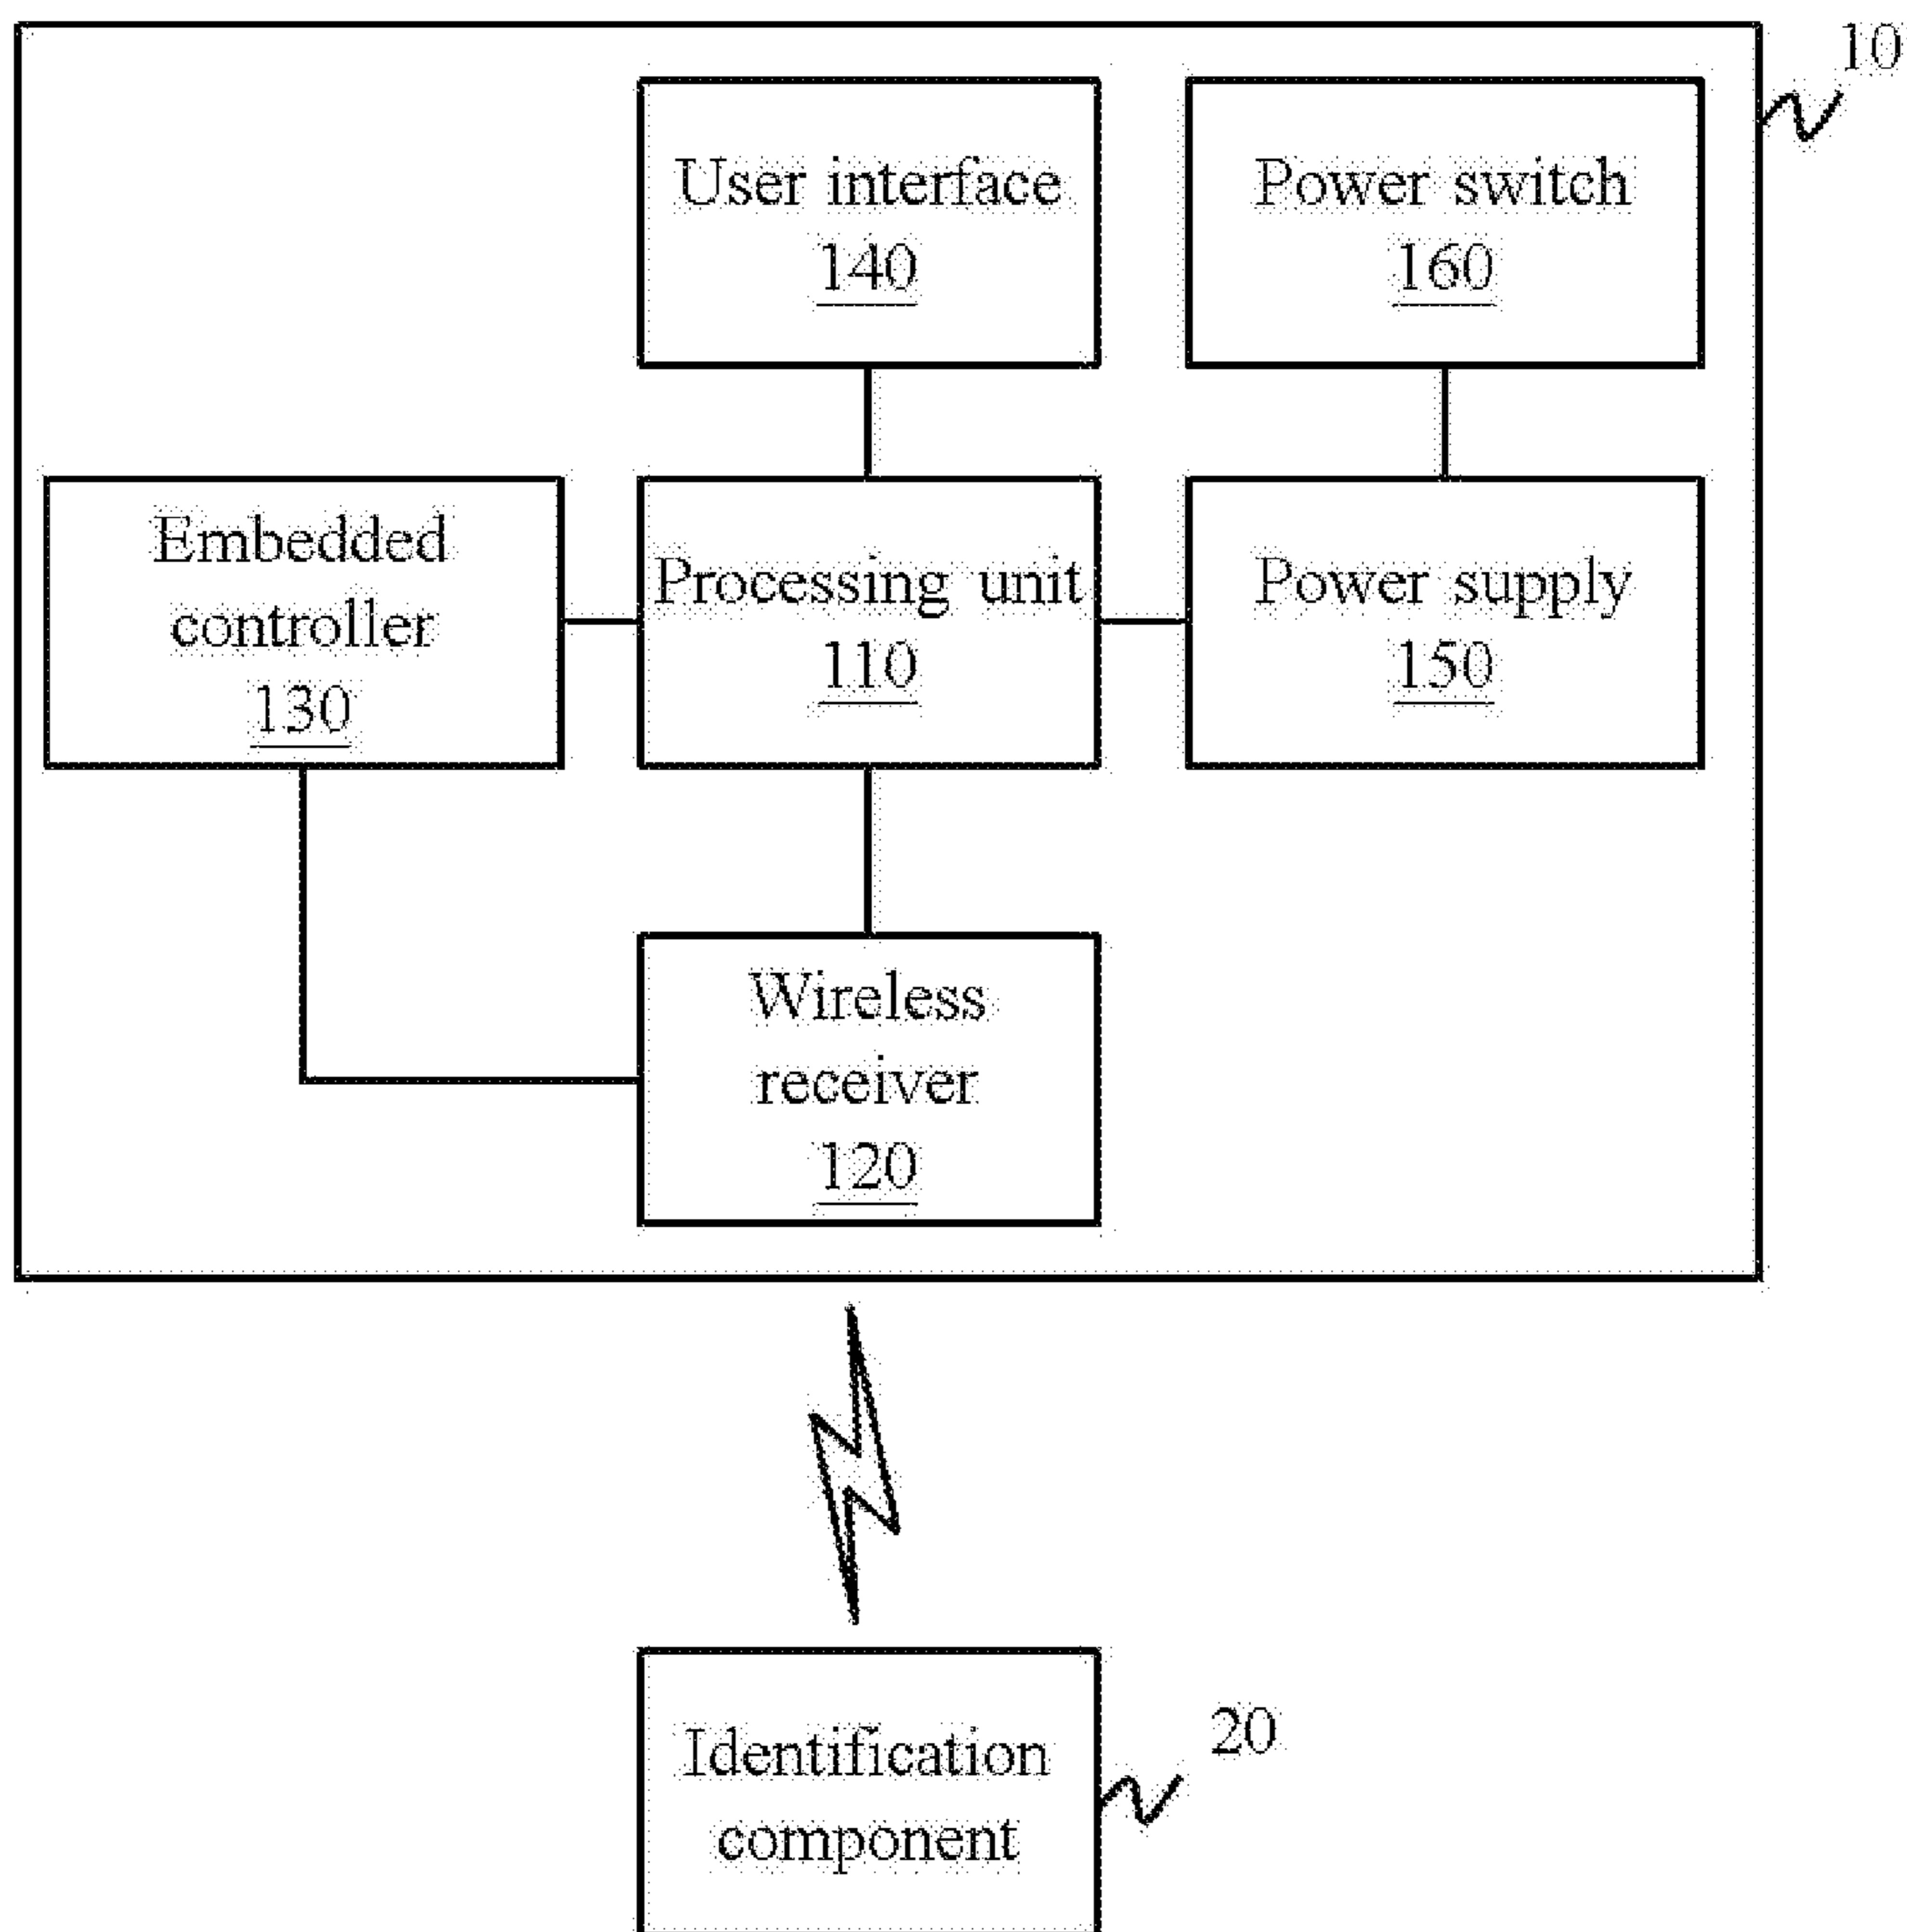 10
User interface
140
Power switch
160
Embedded
controller
130
Processing unit
110
Power supply
150
Wireless
receiver
120
20
Identification
component